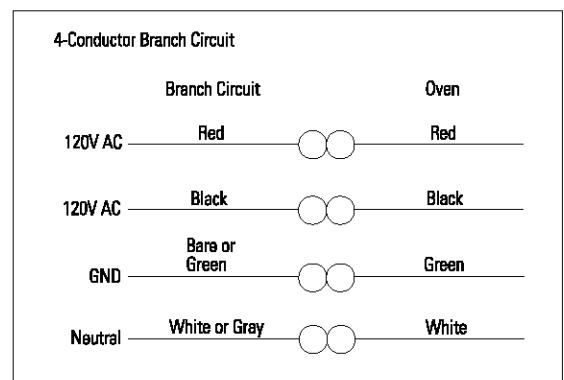 4-Conductor Branch Circuit
Branch Circuit Oven
120V AC Red Red
120V AC Black Black
Bare or
GND Green Green
Neutral White or Gray White